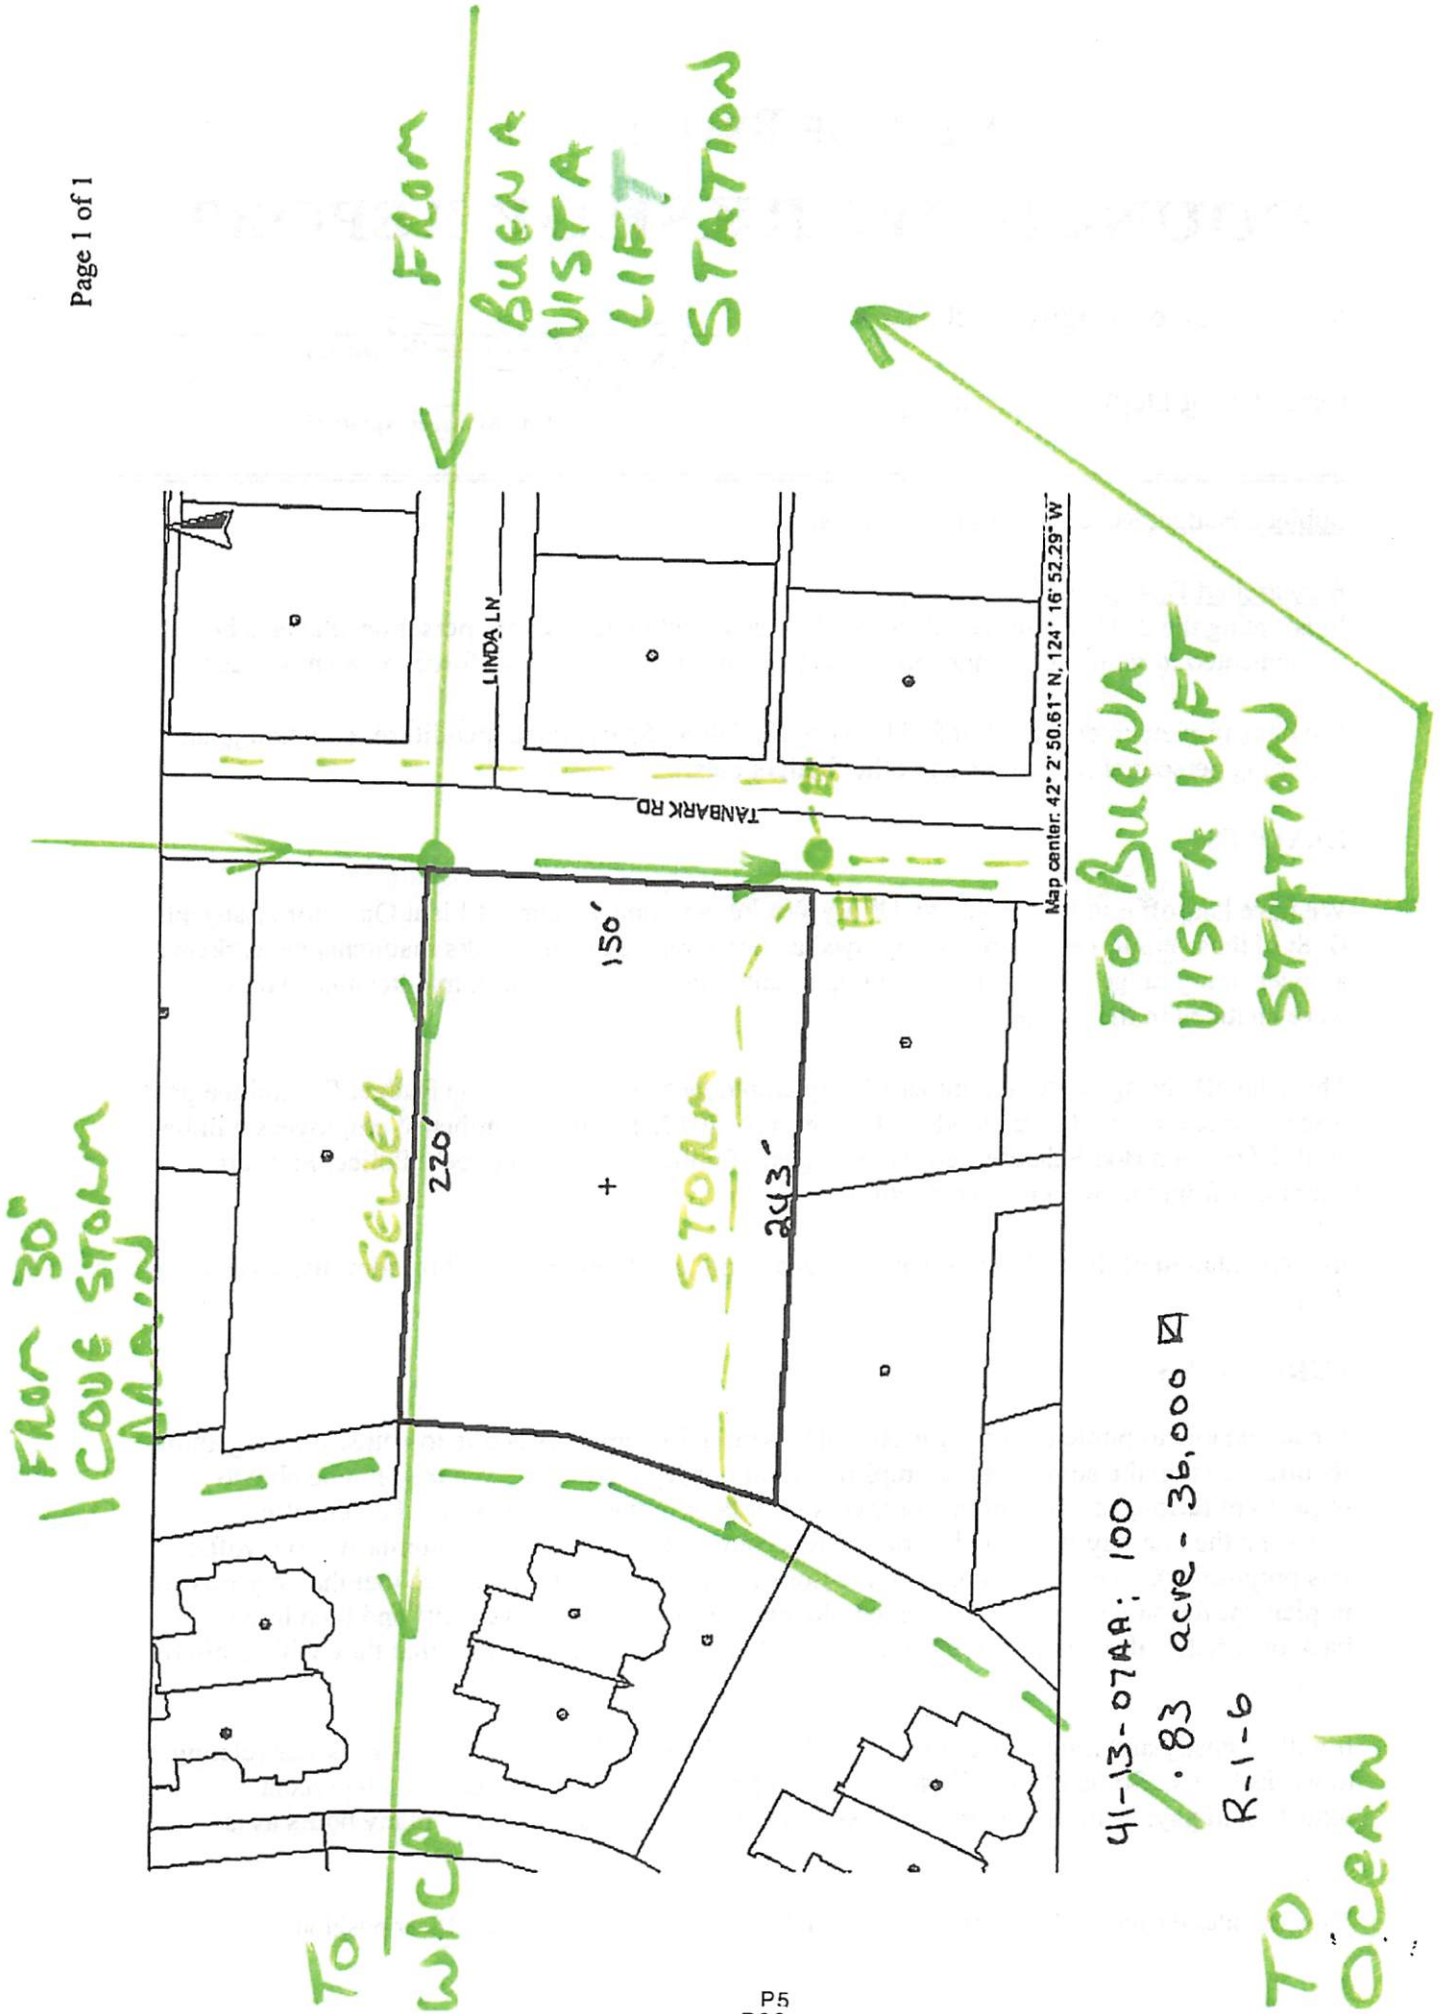 Page 1 of 1
FROM
BUENA
VISTA
LIFT
STATION
FROM 30"
COVE STORM
MAIN
LINDA LN
TANBARK RD
SEWER
220'
150'
STORM
243'
Map center: 42° 2' 50.61" N, 124° 16' 52.29" W
TO BUENA
VISTA LIFT
STATION
TO
WPCP
41-13-07AA; 100
.83 acre - 36,000
R-1-6
TO
OCEAN
P5